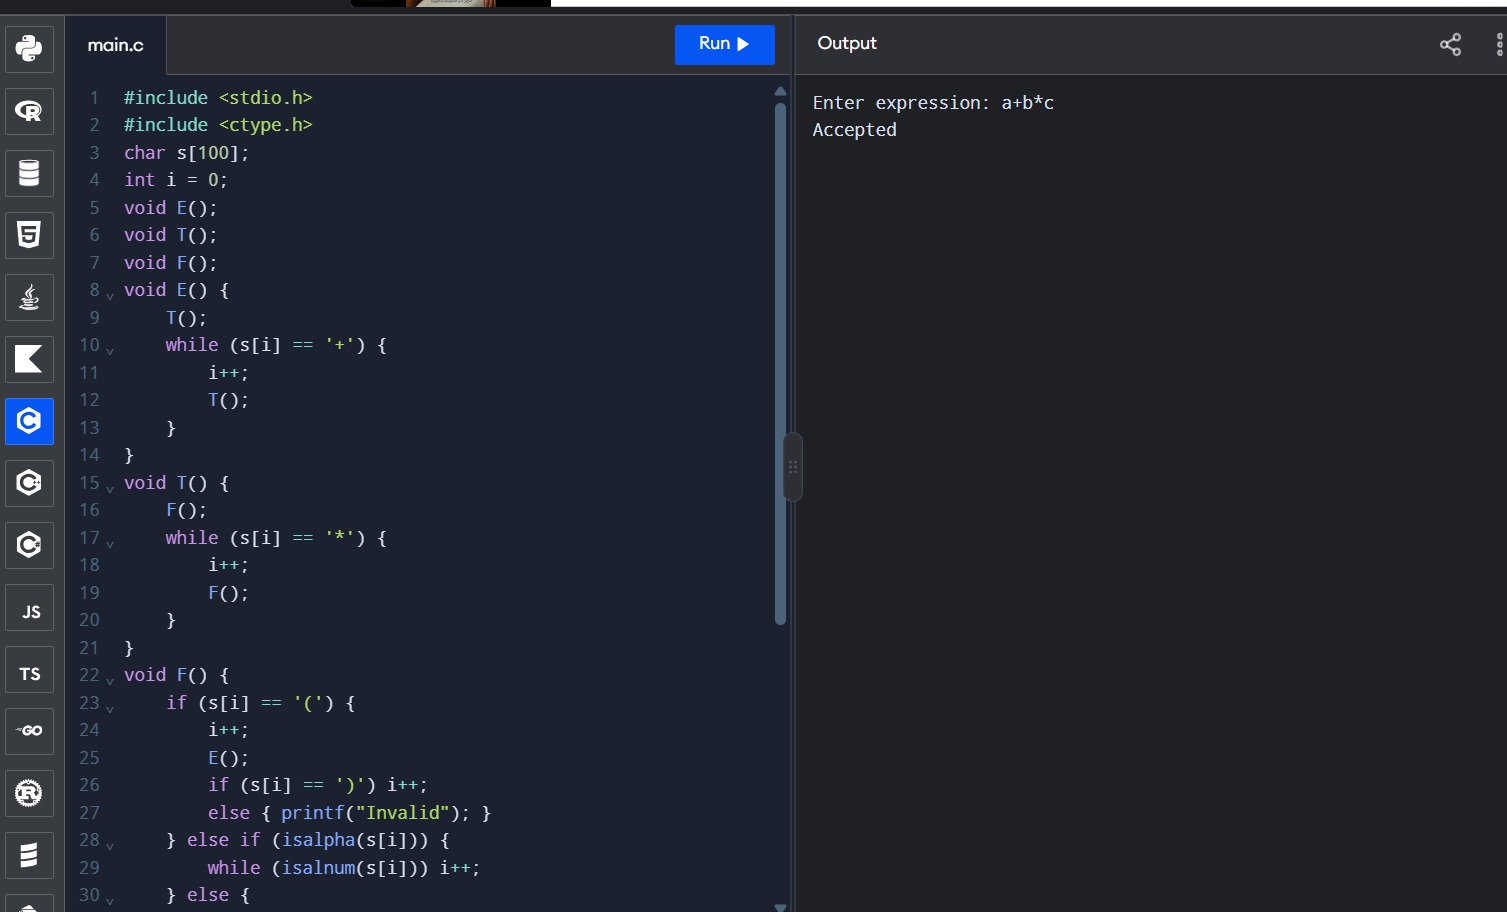 main.c
Run
Output
1 #include <stdio.h>
2 #include <ctype.h>
3 char s[100];
4 int i = 0;
5 void E();
6 void T();
7 void F();
8 void E() {
9     T();
10     while (s[i] == '+') {
11         i++;
12         T();
13     }
14 }
15 void T() {
16     F();
17     while (s[i] == '*') {
18         i++;
19         F();
20     }
21 }
22 void F() {
23     if (s[i] == '(') {
24         i++;
25         E();
26         if (s[i] == ')') i++;
27         else { printf("Invalid"); }
28     } else if (isalpha(s[i])) {
29         while (isalnum(s[i])) i++;
30     } else {
Enter expression: a+b*c
Accepted
R
5
C
C++
C#
JS
TS
GO
R